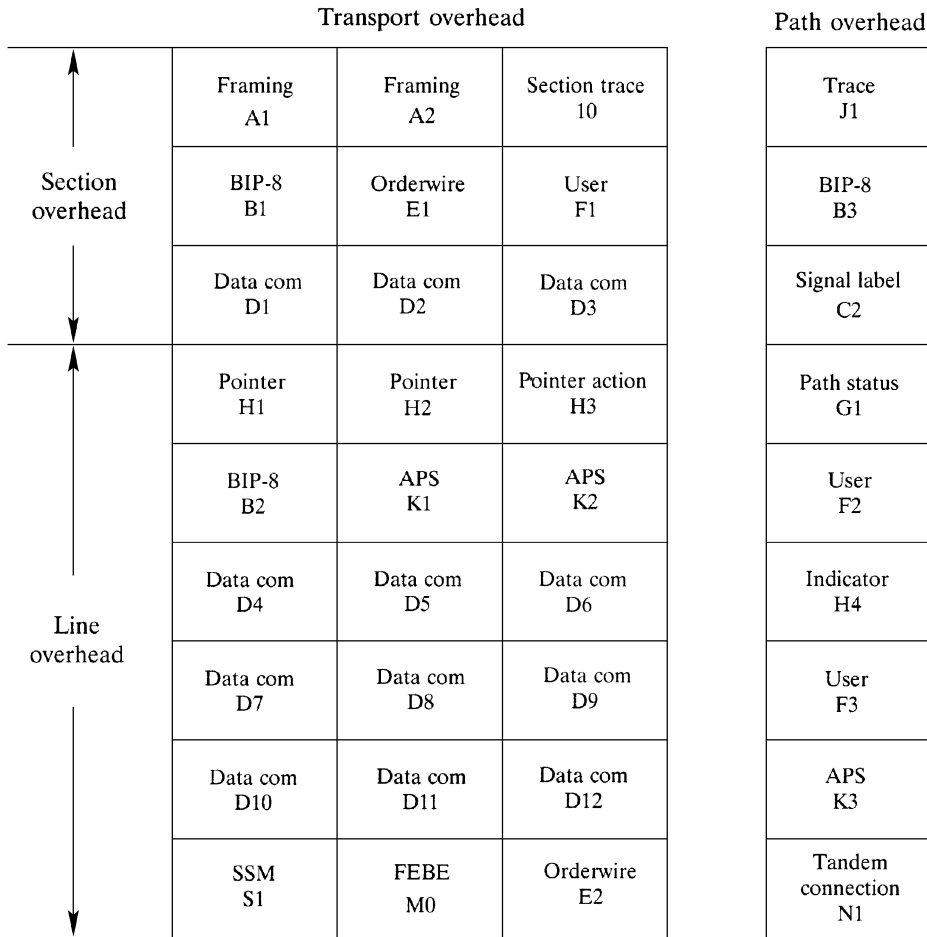 Transport overhead
Path overhead
Section
overhead
Framing
A1
Framing
A2
Section trace
10
Trace
J1
BIP-8
B1
Orderwire
E1
User
F1
BIP-8
B3
Data com
D1
Data com
D2
Data com
D3
Signal label
C2
Line
overhead
Pointer
H1
Pointer
H2
Pointer action
H3
Path status
G1
BIP-8
B2
APS
K1
APS
K2
User
F2
Data com
D4
Data com
D5
Data com
D6
Indicator
H4
Data com
D7
Data com
D8
Data com
D9
User
F3
Data com
D10
Data com
D11
Data com
D12
APS
K3
SSM
S1
FEBE
M0
Orderwire
E2
Tandem
connection
N1